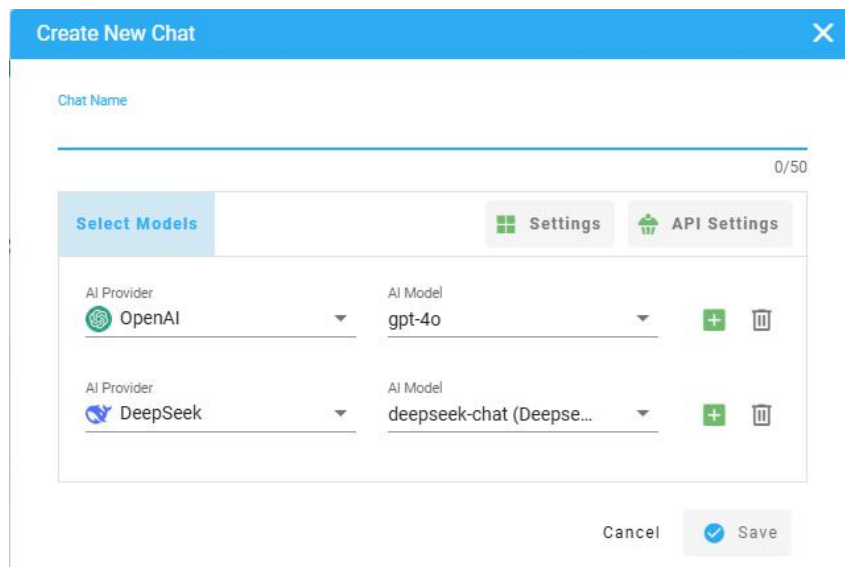 Create New Chat
Chat Name
0/50
Select Models
Settings
API Settings
AI Provider
AI Model
OpenAI
gpt-4o
AI Provider
AI Model
DeepSeek
deepseek-chat (Deepse...
Cancel
Save